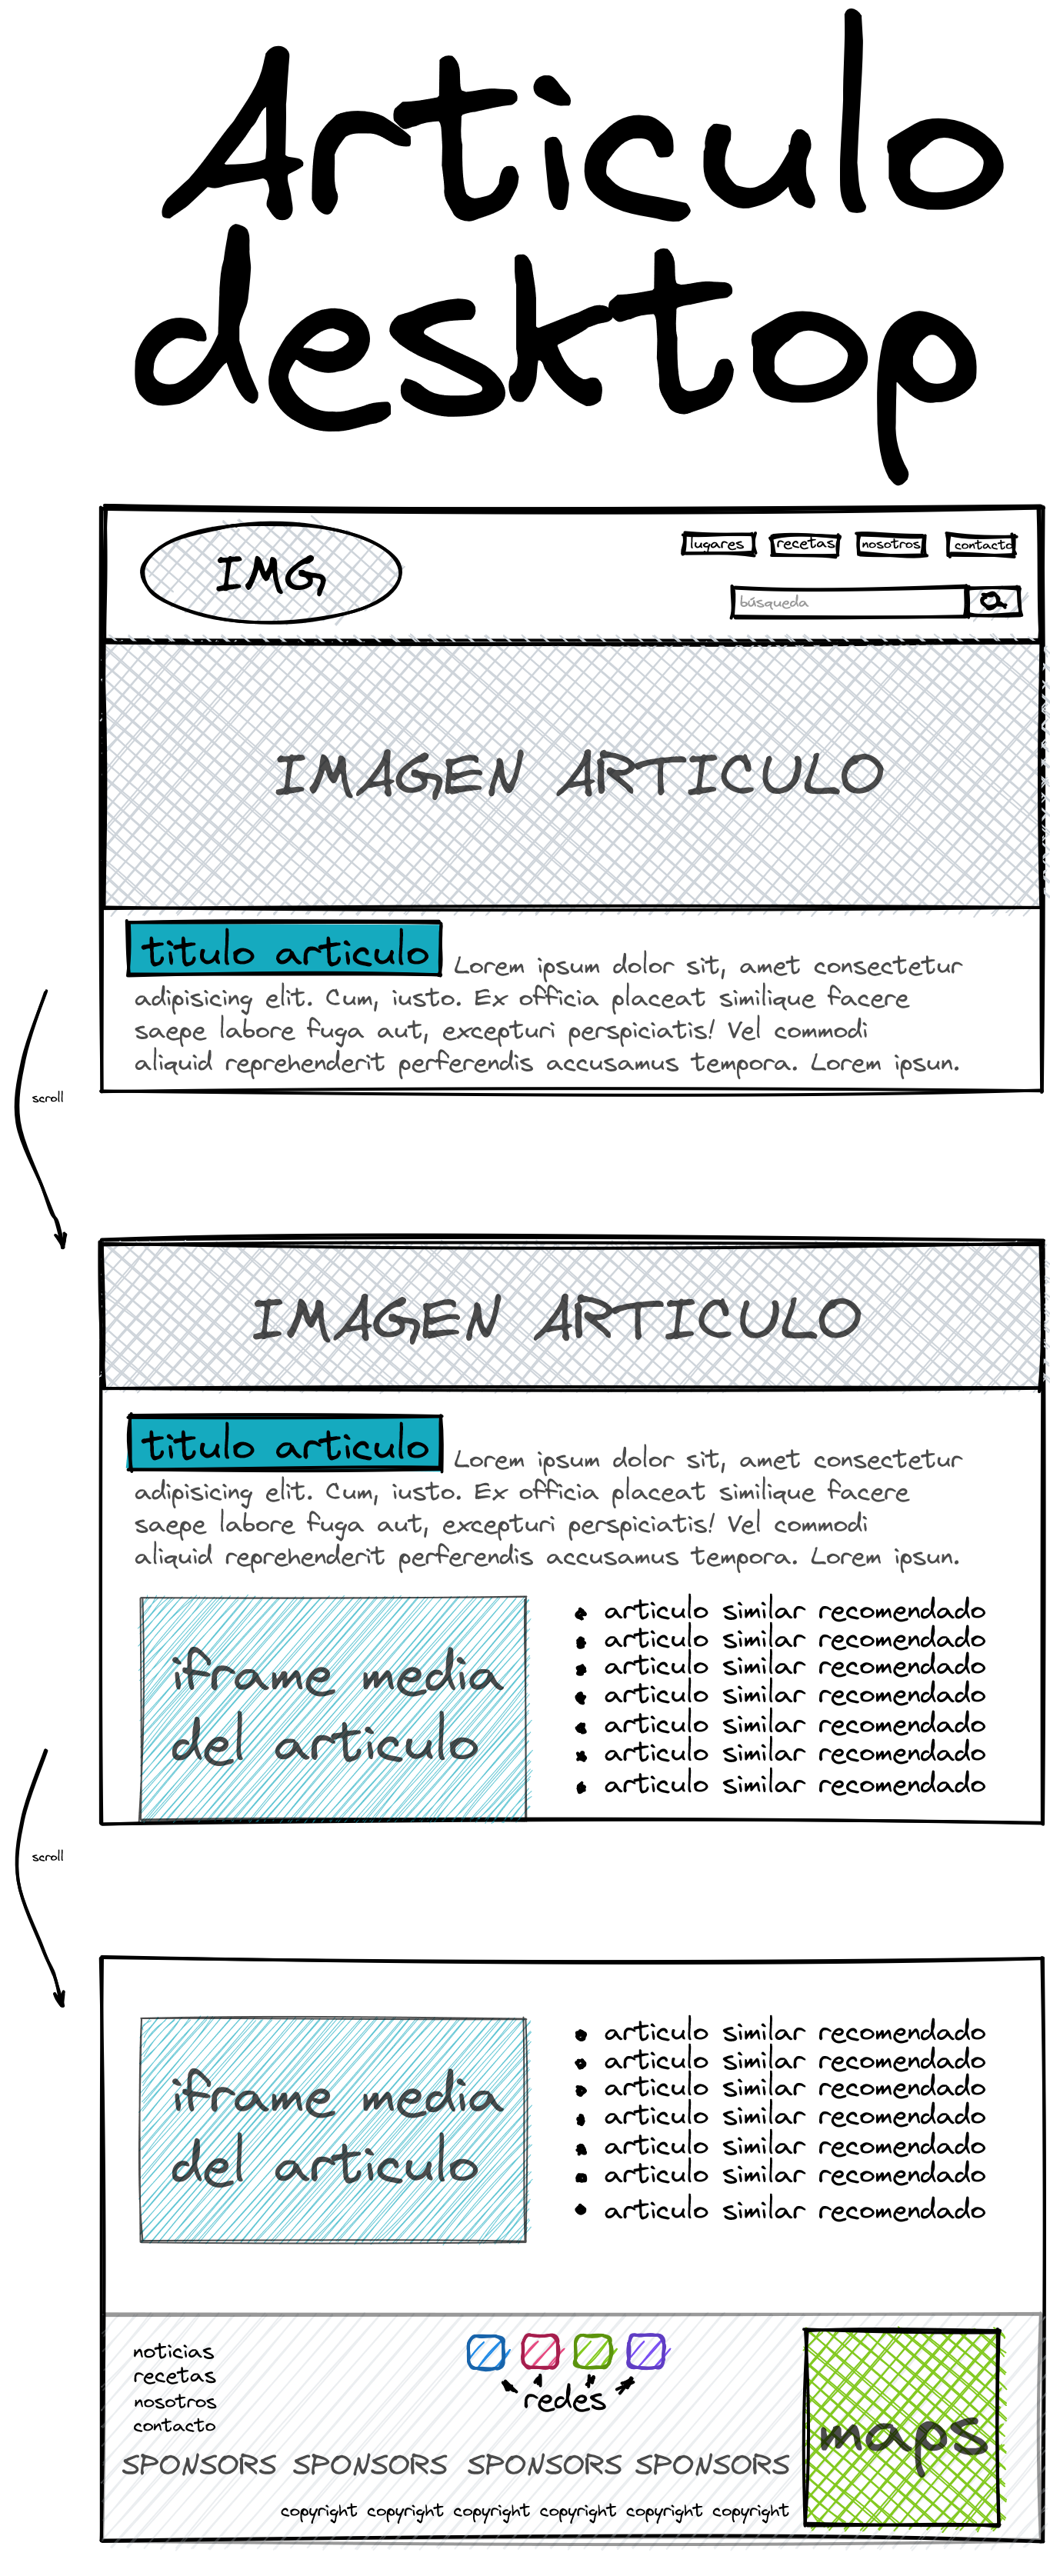 Articulo
desktop
IMG
lugares recetas nosotros contacto
búsqueda
IMAGEN ARTICULO
titulo articulo Lorem ipsum dolor sit, amet consectetur
adipisicing elit. Cum, iusto. Ex officia placeat similique facere
saepe labore fuga aut, excepturi perspiciatis! Vel commodi
aliquid reprehenderit perferendis accusamus tempora. Lorem ipsun.
scroll
IMAGEN ARTICULO
titulo articulo Lorem ipsum dolor sit, amet consectetur
adipisicing elit. Cum, iusto. Ex officia placeat similique facere
saepe labore fuga aut, excepturi perspiciatis! Vel commodi
aliquid reprehenderit perferendis accusamus tempora. Lorem ipsun.
iframe media
del articulo
articulo similar recomendado
articulo similar recomendado
articulo similar recomendado
articulo similar recomendado
articulo similar recomendado
articulo similar recomendado
articulo similar recomendado
scroll
iframe media
del articulo
articulo similar recomendado
articulo similar recomendado
articulo similar recomendado
articulo similar recomendado
articulo similar recomendado
articulo similar recomendado
articulo similar recomendado
noticias
recetas
nosotros
contacto
redes
maps
SPONSORS SPONSORS SPONSORS SPONSORS
copyright copyright copyright copyright copyright copyright